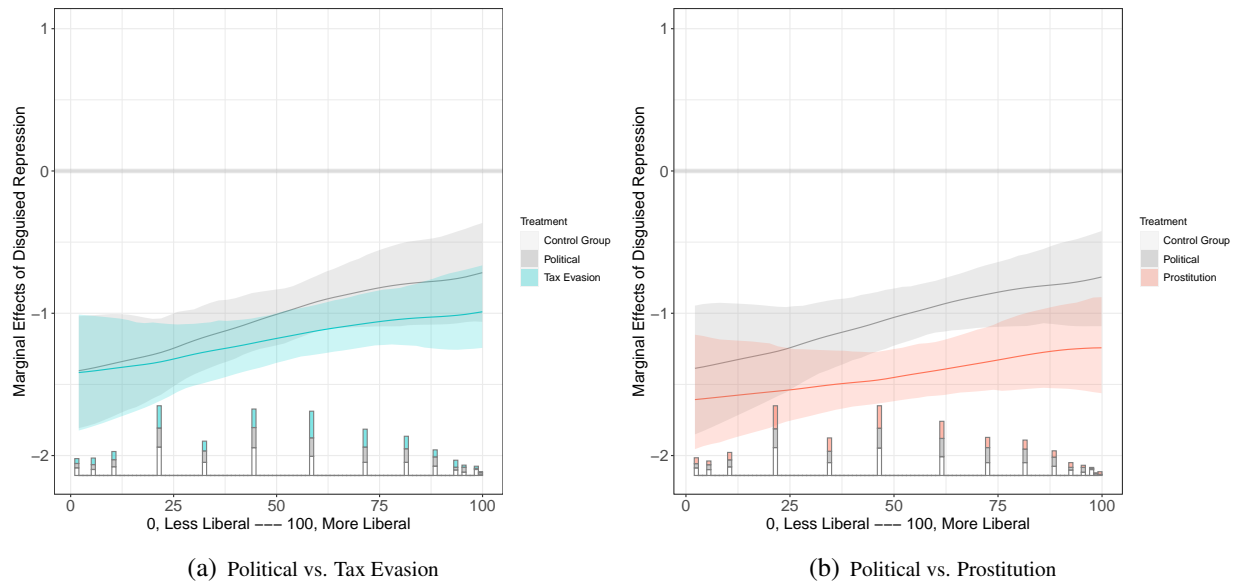 Marginal Effects of Disguised Repression
1
0
−1
−2
0 25 50 75 100
0, Less Liberal −−− 100, More Liberal
Treatment
Control Group
Political
Tax Evasion
(a) Political vs. Tax Evasion
Marginal Effects of Disguised Repression
1
0
−1
−2
0 25 50 75 100
0, Less Liberal −−− 100, More Liberal
Treatment
Control Group
Political
Prostitution
(b) Political vs. Prostitution